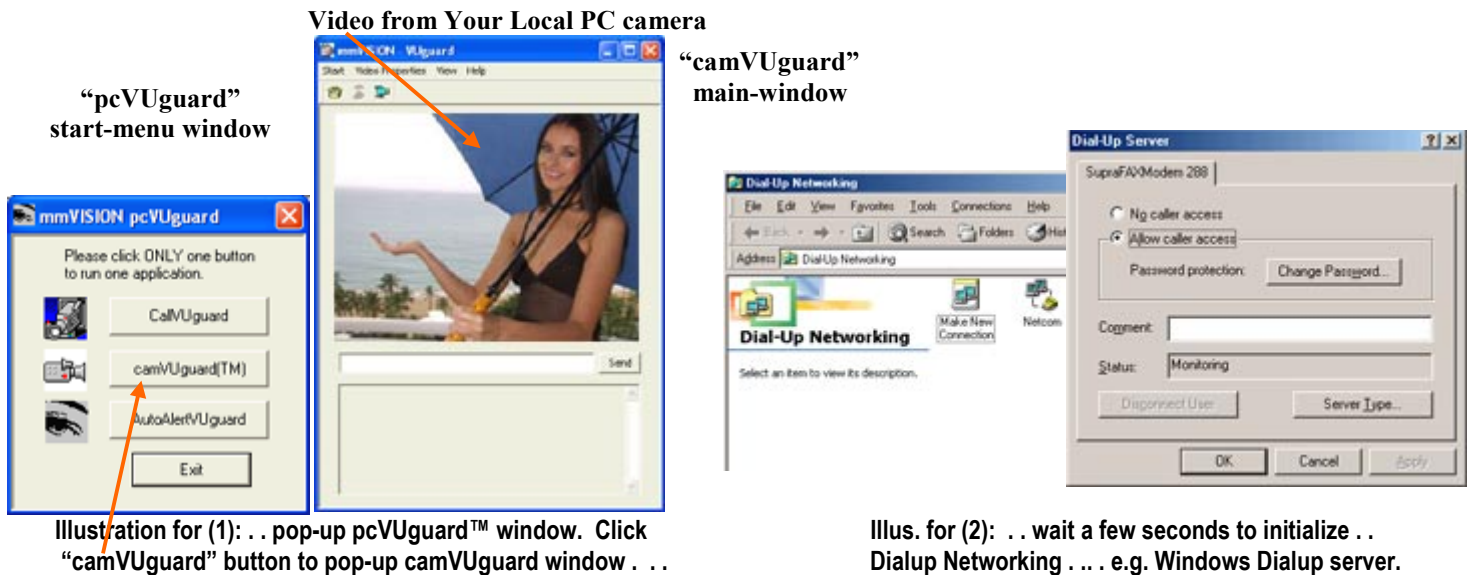 Video from Your Local PC camera
“pcVUguard”
start-menu window
“camVUguard”
main-window
mmVISION - VUguard
Start Video Properties View Help
Send
mmVISION pcVUguard
Please click ONLY one button
to run one application.
CallVUguard
camVUguard(TM)
AutoAlertVUguard
Exit
Dial-Up Networking
File Edit View Favorites Tools Connections Help
Back Search Folders
Address Dial-Up Networking
Dial-Up Networking
Select an item to view its description.
Make New
Connection
Netcom
Dial-Up Server
SupraFAXModem 288
No caller access
Allow caller access
Password protection: Change Password...
Comment:
Status: Monitoring
Disconnect User Server Type...
OK Cancel Apply
Illustration for (1): . . pop-up pcVUguard™ window. Click
“camVUguard” button to pop-up camVUguard window . . .
Illus. for (2): . . wait a few seconds to initialize . .
Dialup Networking . .. . e.g. Windows Dialup server.